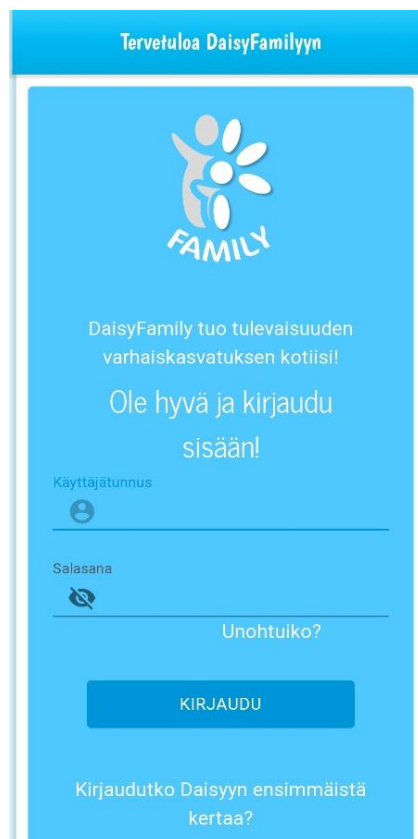 Tervetuloa DaisyFamilyyn
FAMILY
DaisyFamily tuo tulevaisuuden
varhaiskasvatuksen kotiisi!
Ole hyvä ja kirjaudu
sisään!
Käyttäjätunnus
Salasana
Unohtuiko?
KIRJAUDU
Kirjaudutko Daisyyn ensimmäistä
kertaa?